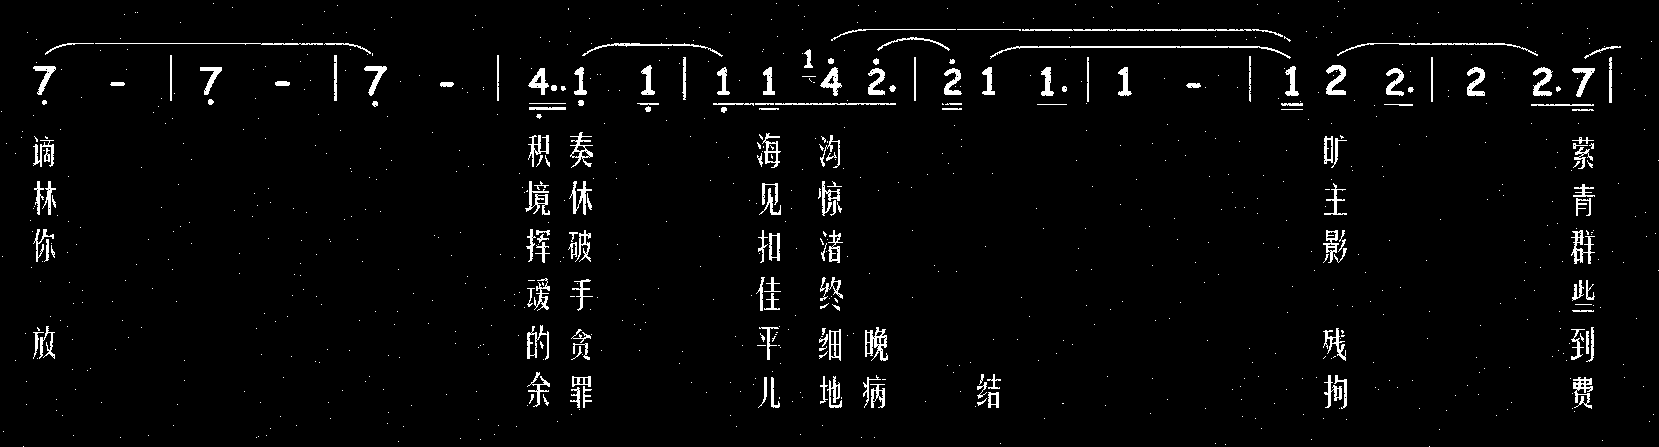 7 - | 7 - | 7 - | 4..1 1 | 1 1 1 4 2. | 2 1 1. | 1 - | 1 2 2. | 2 2. 7 |
谪 积 奏 海 沟 旷 萦
林 境 休 见 惊 主 青
你 挥 破 扣 渚 影 群
叆 手 佳 终 些
放 的 贪 平 细 晚 残 到
余 罪 儿 地 病 结 拘 费